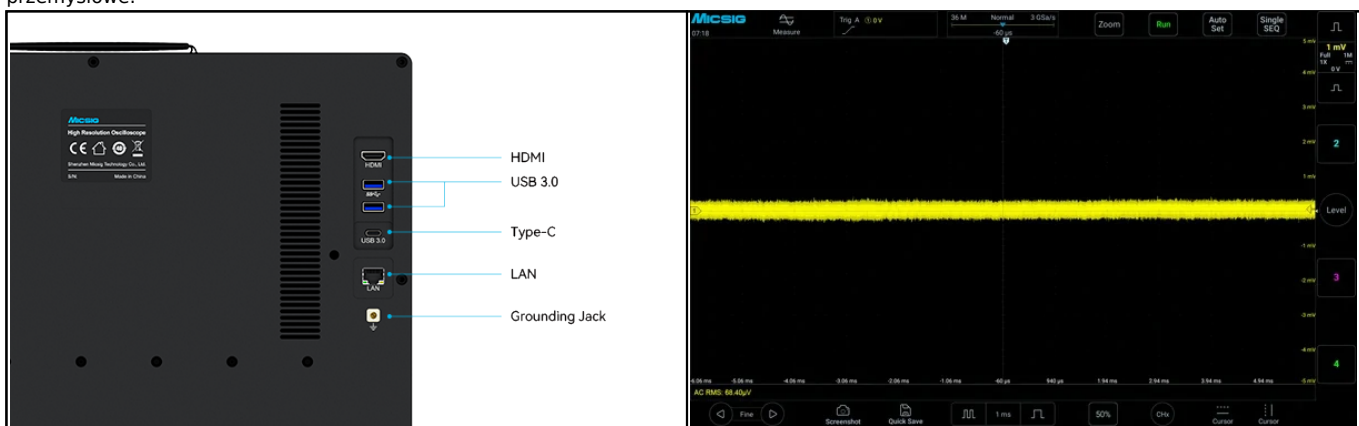 przemysłowe.
Micsig
High Resolution Oscilloscope
CE
Shenzhen Micsig Technology Co., Ltd.
S/N Made in China
HDMI
USB 3.0
LAN
HDMI
USB 3.0
Type-C
LAN
Grounding Jack
Micsig
07:18
Measure
Trig A 0 V
36 M Normal 3 GSa/s
-60 µs
T
Zoom
Run
Auto Set
Single SEQ
5 mV
4 mV
3 mV
2 mV
1 mV
-1 mV
-2 mV
-3 mV
-4 mV
-5 mV
1 mV
Full 1M
1X
0 V
2
Level
3
4
-6.06 ms -5.06 ms -4.06 ms -3.06 ms -2.06 ms -1.06 ms -60 µs 940 µs 1.94 ms 2.94 ms 3.94 ms 4.94 ms
AC RMS: 68.40µV
Fine
Screenshot
Quick Save
1 ms
50%
CHx
Cursor
Cursor